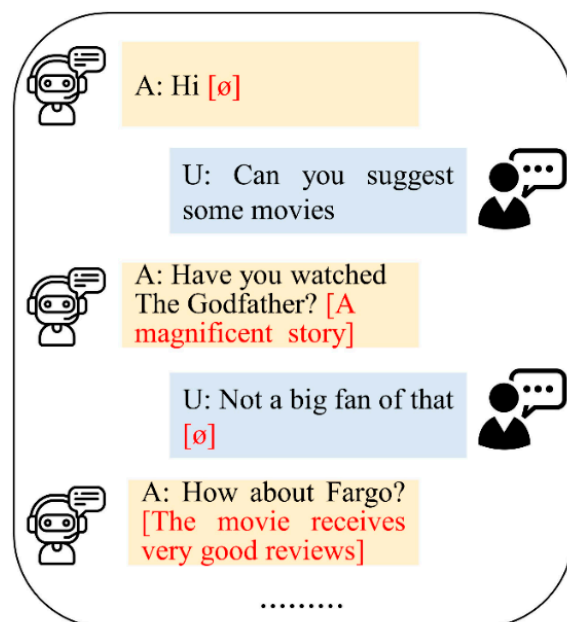 A: Hi [ø]
U: Can you suggest
some movies
A: Have you watched
The Godfather? [A
magnificent story]
U: Not a big fan of that
[ø]
A: How about Fargo?
[The movie receives
very good reviews]
.........